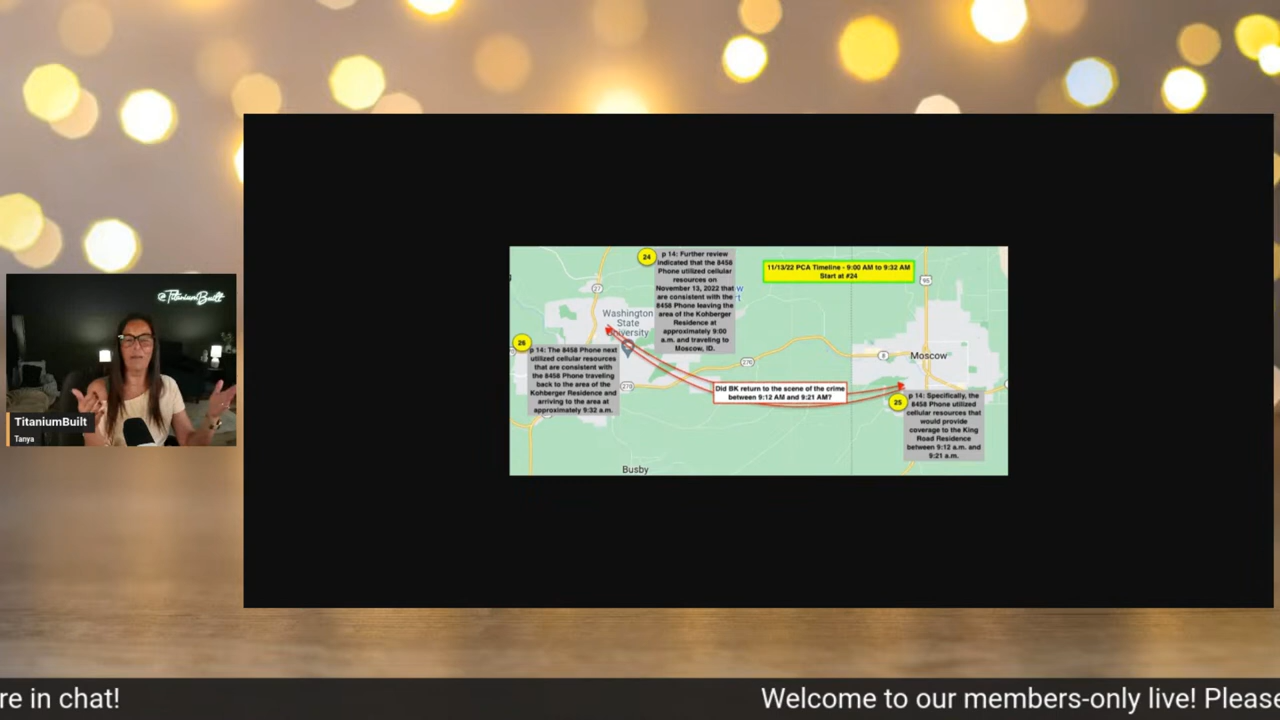 @TitaniumBuilt
TitaniumBuilt
Tanya
24
p 14: Further review
indicated that the 8458
Phone utilized cellular
resources on
November 13, 2022 that
are consistent with the
8458 Phone leaving the
area of the Kohberger
Residence at
approximately 9:00
a.m. and traveling to
Moscow, ID.
11/13/22 PCA Timeline - 9:00 AM to 9:32 AM
Start at #24
95
27
Washington
State
University
26
p 14: The 8458 Phone next
utilized cellular resources
that are consistent with
the 8458 Phone traveling
back to the area of the
Kohberger Residence and
arriving to the area at
approximately 9:32 a.m.
270
270
8
Moscow
Did BK return to the scene of the crime
between 9:12 AM and 9:21 AM?
25
p 14: Specifically, the
8458 Phone utilized
cellular resources that
would provide
coverage to the King
Road Residence
between 9:12 a.m. and
9:21 a.m.
Busby
re in chat!
Welcome to our members-only live! Please